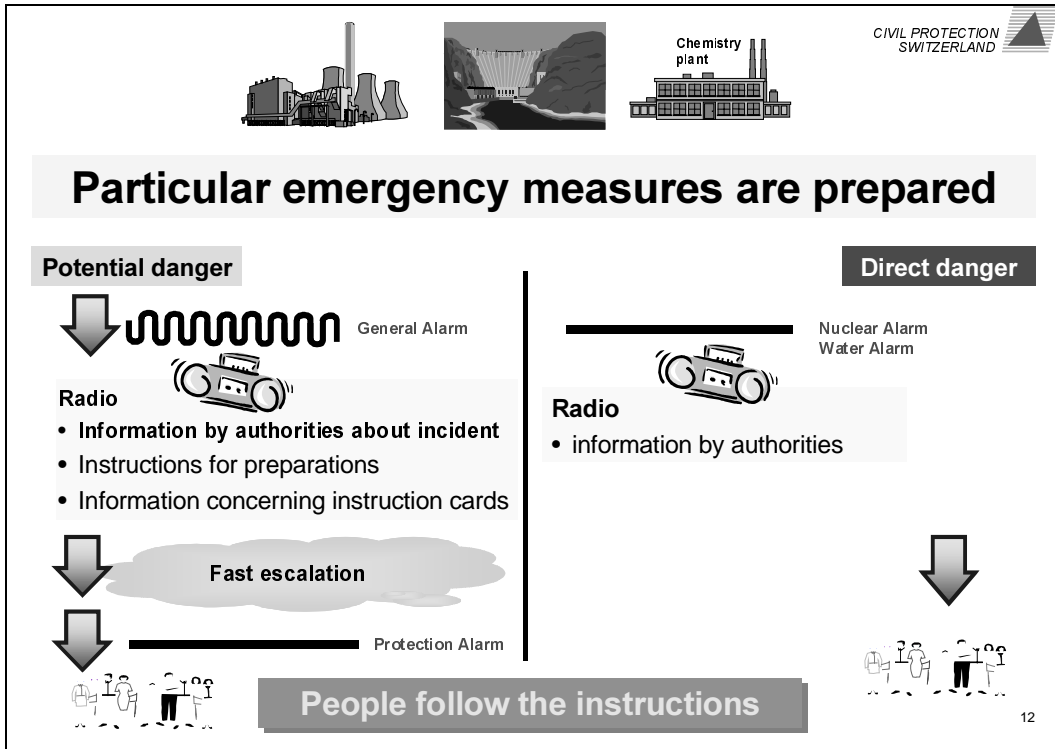 CIVIL PROTECTION
SWITZERLAND
Chemistry
plant
Particular emergency measures are prepared
Potential danger
General Alarm
Radio
• Information by authorities about incident
• Instructions for preparations
• Information concerning instruction cards
Fast escalation
Protection Alarm
Direct danger
Nuclear Alarm
Water Alarm
Radio
• information by authorities
People follow the instructions
12